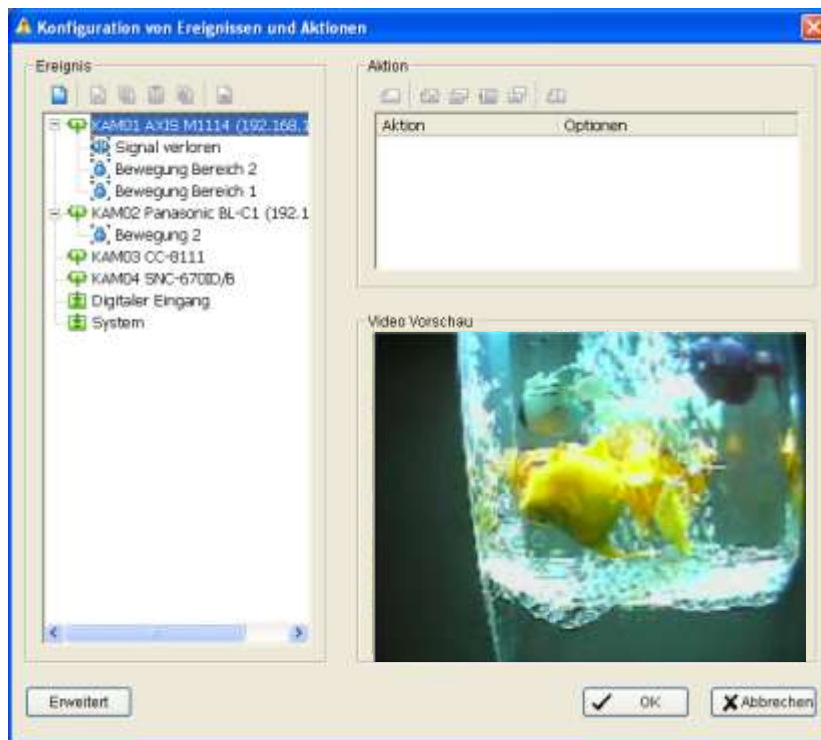 Konfiguration von Ereignissen und Aktionen
Ereignis
KAM01 AXIS M1114 (192.168.1
Signal verloren
Bewegung Bereich 2
Bewegung Bereich 1
KAM02 Panasonic BL-C1 (192.1
Bewegung 2
KAM03 CC-8111
KAM04
Digitaler Eingang
System
Aktion
Aktion Optionen
Video Vorschau
Erweitert
OK
Abbrechen